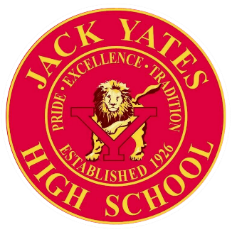 JACK YATES
PRIDE · EXCELLENCE · TRADITION
Y
ESTABLISHED 1926
HIGH SCHOOL